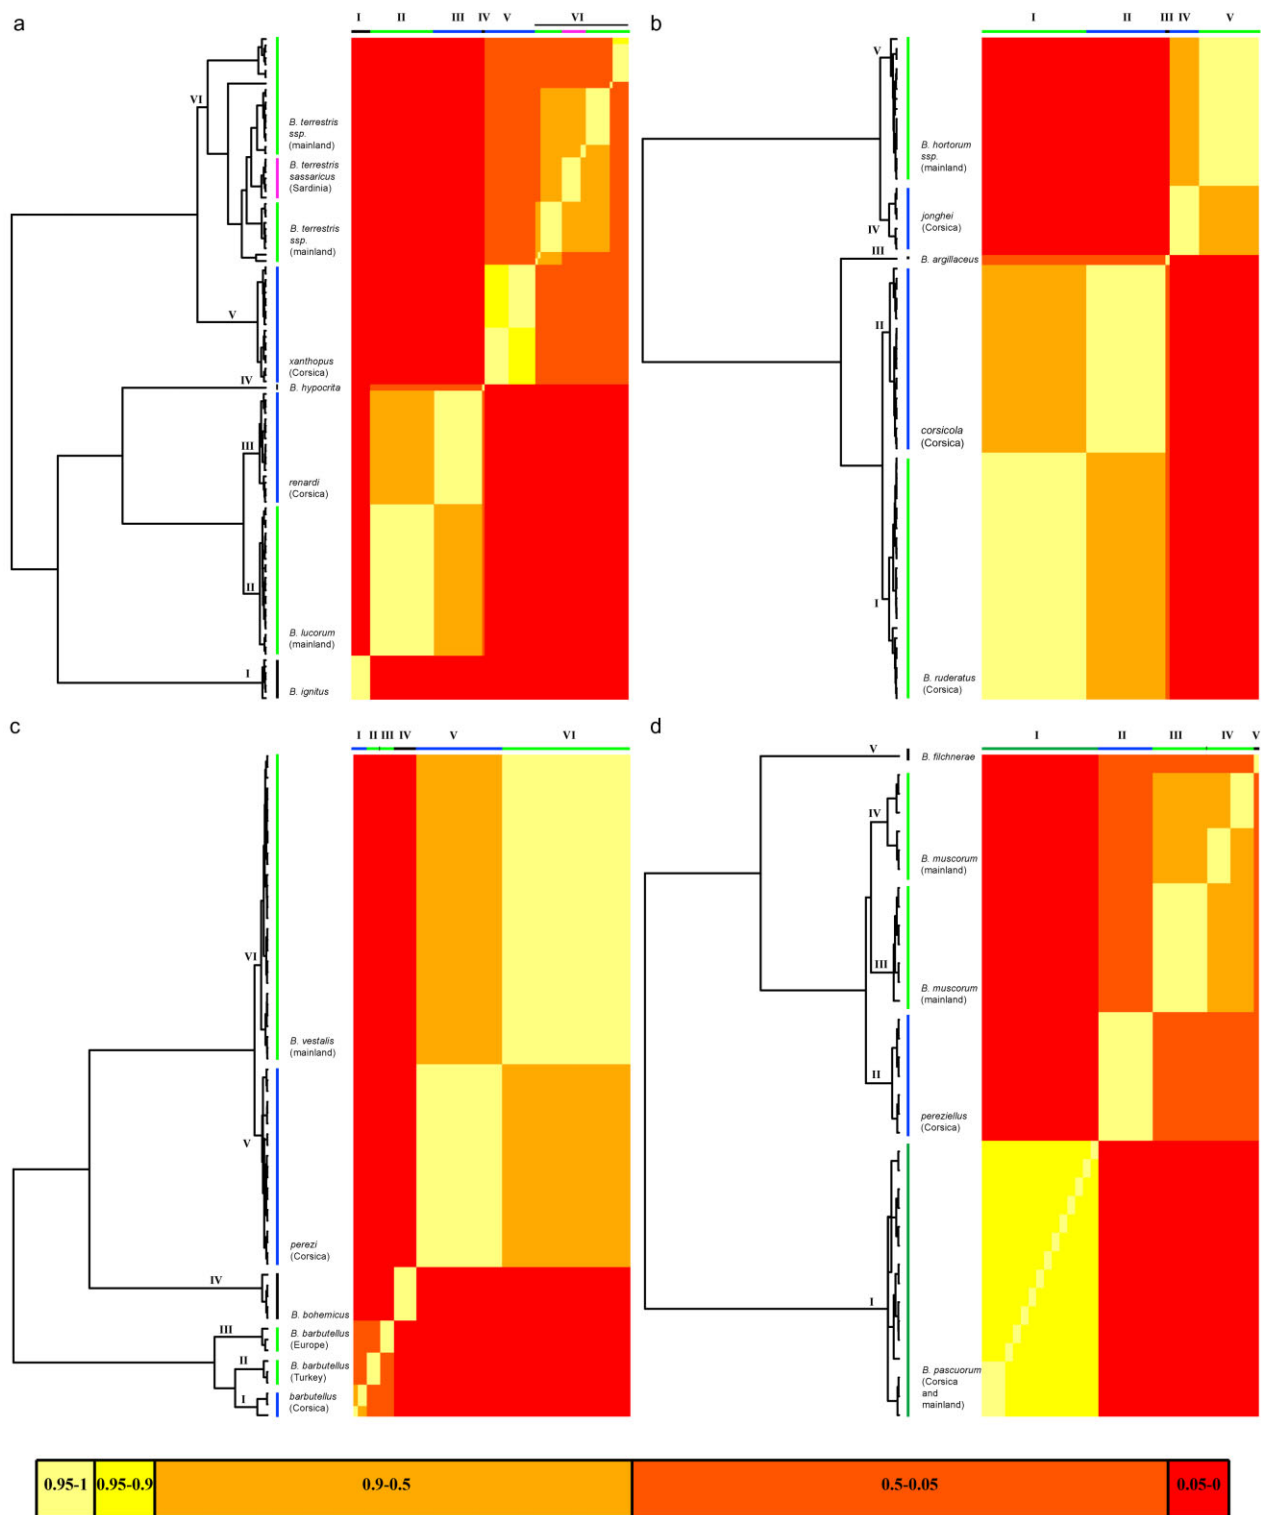 a
I II III IV V VI
VI
B. terrestris
ssp.
(mainland)
B. terrestris
sassaricus
(Sardinia)
B. terrestris
ssp.
(mainland)
V
xanthopus
(Corsica)
IV
B. hypocrita
III
renardi
(Corsica)
II
B. lucorum
(mainland)
I
B. ignitus
b
I II III IV V
V
B. hortorum
ssp.
(mainland)
jonghei
(Corsica)
IV
III
B. argillaceus
II
corsicola
(Corsica)
I
B. ruderatus
(Corsica)
c
I II III IV V VI
VI
B. vestalis
(mainland)
V
perezi
(Corsica)
IV
B. bohemicus
III
B. barbutellus
(Europe)
II
B. barbutellus
(Turkey)
I
barbutellus
(Corsica)
d
I II III IV V
V
B. filchnerae
IV
B. muscorum
(mainland)
III
B. muscorum
(mainland)
II
pereziellus
(Corsica)
I
B. pascuorum
(Corsica
and
mainland)
0.95-1 0.95-0.9 0.9-0.5 0.5-0.05 0.05-0